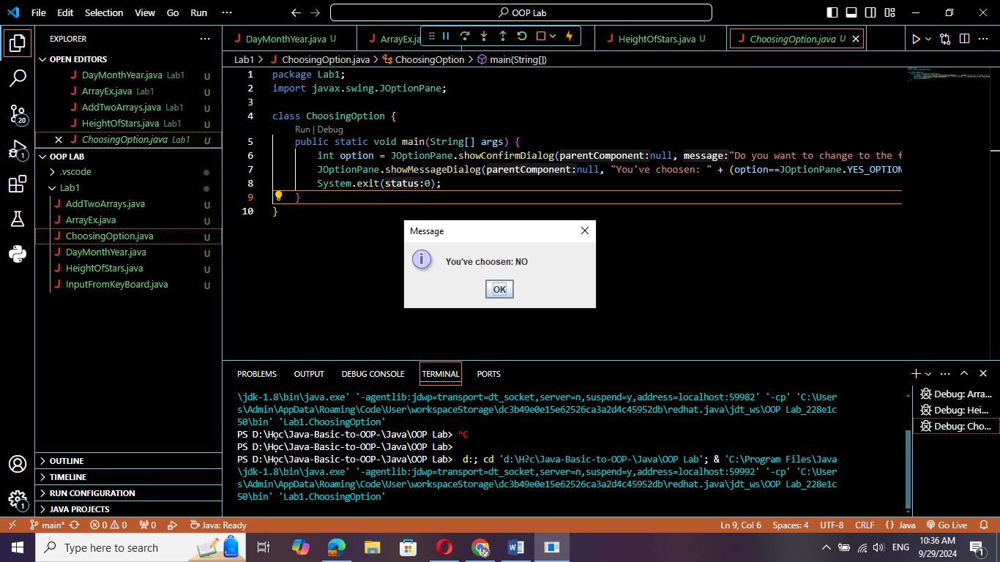 File Edit Selection View Go Run ··· OOP Lab
EXPLORER
OPEN EDITORS
DayMonthYear.java Lab1 U
ArrayEx.java Lab1 U
AddTwoArrays.java Lab1 U
HeightOfStars.java Lab1 U
ChoosingOption.java Lab1 U
OOP LAB
.vscode
Lab1
AddTwoArrays.java U
ArrayEx.java U
ChoosingOption.java U
DayMonthYear.java U
HeightOfStars.java U
InputFromKeyBoard.java U
OUTLINE
TIMELINE
RUN CONFIGURATION
JAVA PROJECTS
20
1
1
DayMonthYear.java U ArrayEx.ja HeightOfStars.java U ChoosingOption.java U
Lab1 > ChoosingOption.java > ChoosingOption > main(String[])
1 package Lab1;
2 import javax.swing.JOptionPane;
3
4 class ChoosingOption {
Run | Debug
5 public static void main(String[] args) {
6 int option = JOptionPane.showConfirmDialog(parentComponent:null, message:"Do you want to change to the f
7 JOptionPane.showMessageDialog(parentComponent:null, "You've choosen: " + (option==JOptionPane.YES_OPTION
8 System.exit(status:0);
9 }
10 }
Message
You've choosen: NO
OK
PROBLEMS OUTPUT DEBUG CONSOLE TERMINAL PORTS
\jdk-1.8\bin\java.exe' '-agentlib:jdwp=transport=dt_socket,server=n,suspend=y,address=localhost:59982' '-cp' 'C:\User
s\Admin\AppData\Roaming\Code\User\workspaceStorage\dc3b49e0e15e62526ca3a2d4c45952db\redhat.java\jdt_ws\OOP Lab_228e1c
50\bin' 'Lab1.ChoosingOption'
PS D:\Học\Java-Basic-to-OOP-\Java\OOP Lab> ^C
PS D:\Học\Java-Basic-to-OOP-\Java\OOP Lab>
PS D:\Học\Java-Basic-to-OOP-\Java\OOP Lab> d:; cd 'd:\H?c\Java-Basic-to-OOP-\Java\OOP Lab'; & 'C:\Program Files\Java
\jdk-1.8\bin\java.exe' '-agentlib:jdwp=transport=dt_socket,server=n,suspend=y,address=localhost:59992' '-cp' 'C:\User
s\Admin\AppData\Roaming\Code\User\workspaceStorage\dc3b49e0e15e62526ca3a2d4c45952db\redhat.java\jdt_ws\OOP Lab_228e1c
50\bin' 'Lab1.ChoosingOption'
Debug: Arra...
Debug: Hei...
Debug: Cho...
main* 0 0 0 Java: Ready Ln 9, Col 6 Spaces: 4 UTF-8 CRLF {} Java Go Live
Type here to search
ENG
10:36 AM
9/29/2024
1